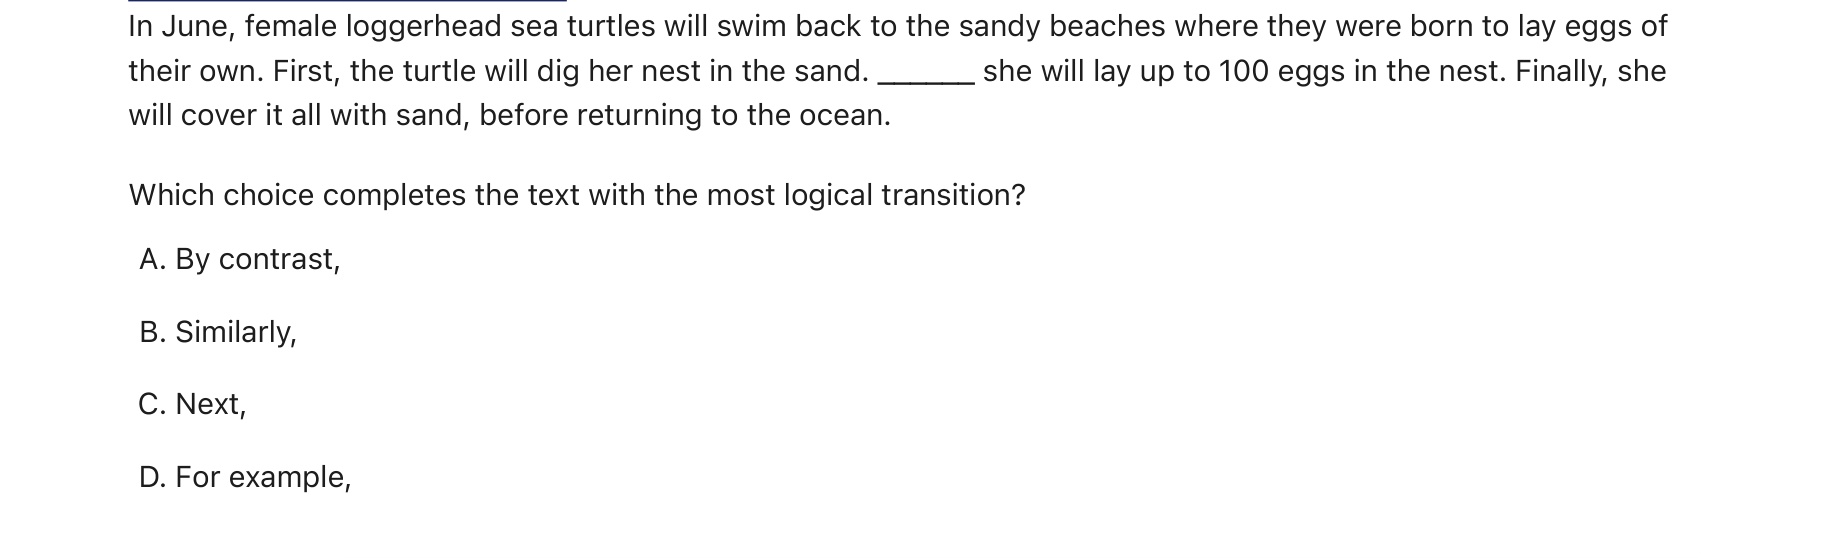 In June, female loggerhead sea turtles will swim back to the sandy beaches where they were born to lay eggs of
their own. First, the turtle will dig her nest in the sand. ______ she will lay up to 100 eggs in the nest. Finally, she
will cover it all with sand, before returning to the ocean.
Which choice completes the text with the most logical transition?
A. By contrast,
B. Similarly,
C. Next,
D. For example,